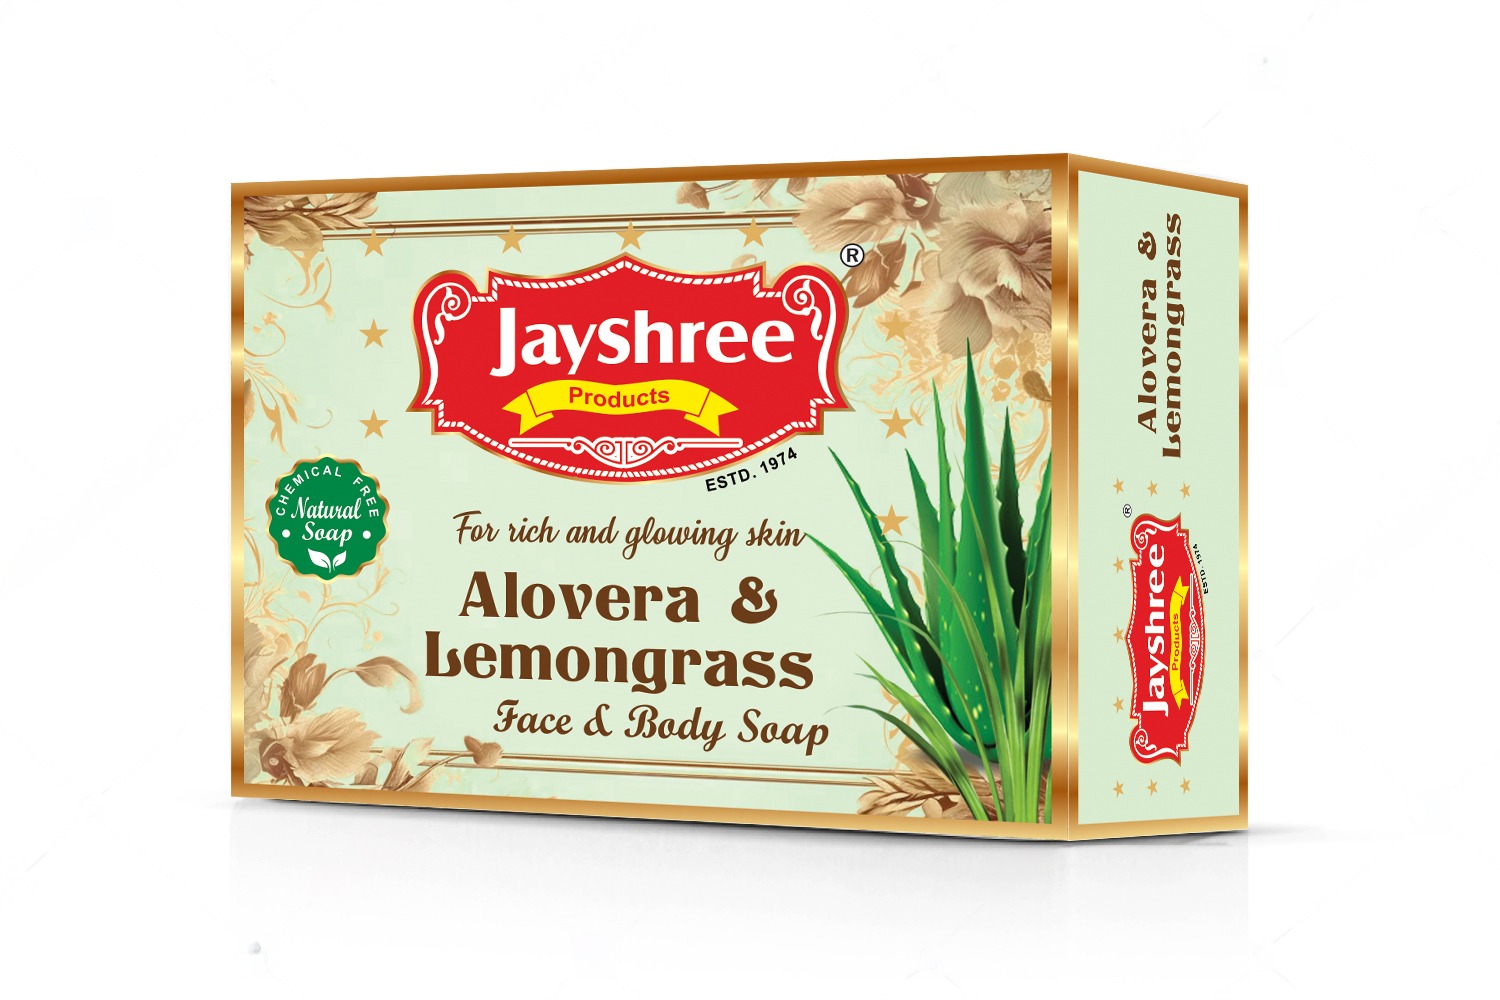 JayShree
®
Products
ESTD. 1974
CHEMICAL FREE
Natural
Soap
For rich and glowing skin
Alovera &
Lemongrass
Face & Body Soap
Alovera &
Lemongrass
®
JayShree
Products
ESTD. 1974